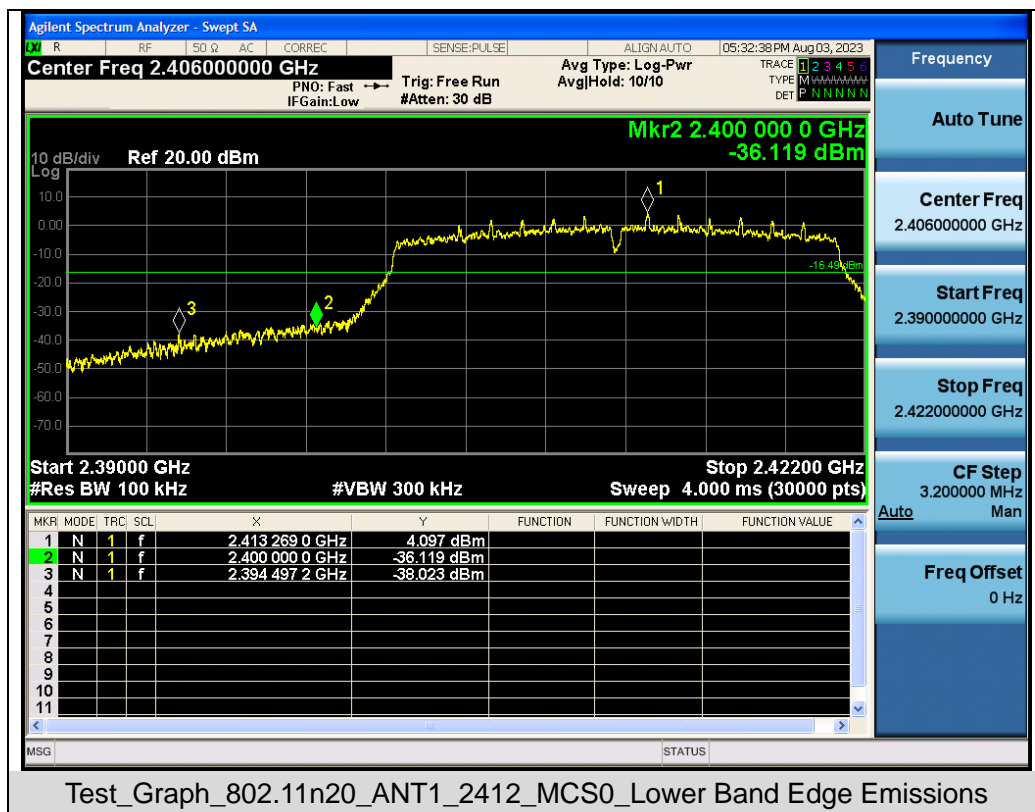 Agilent Spectrum Analyzer - Swept SA
LXI R RF 50 Ω AC CORREC SENSE:PULSE ALIGN AUTO 05:32:38 PM Aug 03, 2023
Center Freq 2.406000000 GHz
PNO: Fast
IFGain:Low
Trig: Free Run
#Atten: 30 dB
Avg Type: Log-Pwr
Avg|Hold: 10/10
TRACE 1 2 3 4 5 6
TYPE M WWWWW
DET P N N N N N
Mkr2 2.400 000 0 GHz
-36.119 dBm
10 dB/div Ref 20.00 dBm
Log
10.0
0.00
-10.0
-20.0
-30.0
-40.0
-50.0
-60.0
-70.0
1
2
3
-16.49 dBm
Start 2.39000 GHz Stop 2.42200 GHz
#Res BW 100 kHz #VBW 300 kHz Sweep 4.000 ms (30000 pts)
MKR MODE TRC SCL X Y FUNCTION FUNCTION WIDTH FUNCTION VALUE
1 N 1 f 2.413 269 0 GHz 4.097 dBm
2 N 1 f 2.400 000 0 GHz -36.119 dBm
3 N 1 f 2.394 497 2 GHz -38.023 dBm
4
5
6
7
8
9
10
11
MSG STATUS
Frequency
Auto Tune
Center Freq
2.406000000 GHz
Start Freq
2.390000000 GHz
Stop Freq
2.422000000 GHz
CF Step
3.200000 MHz
Auto Man
Freq Offset
0 Hz
Test_Graph_802.11n20_ANT1_2412_MCS0_Lower Band Edge Emissions